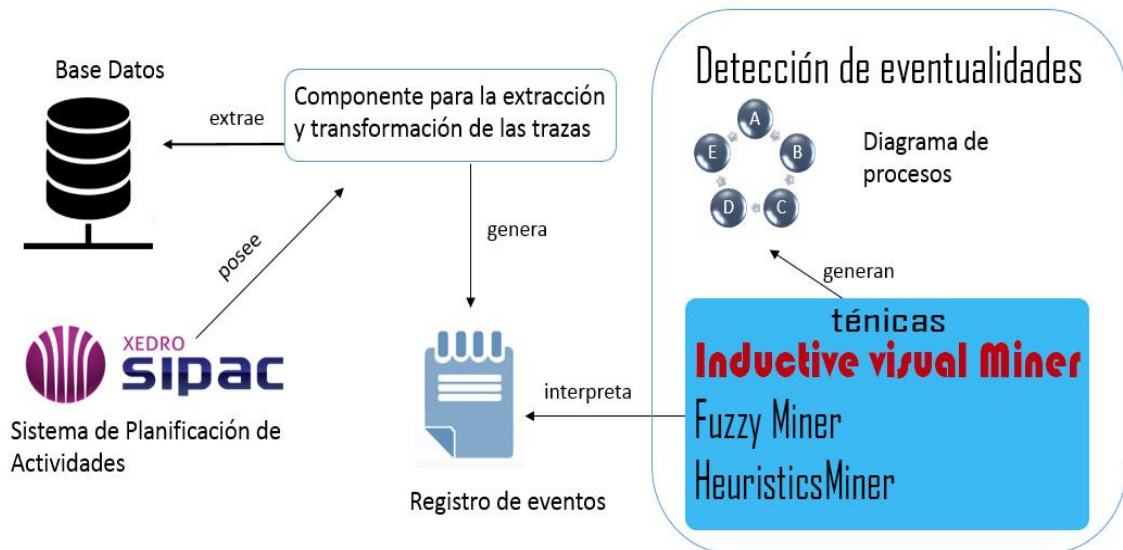 Base Datos
extrae
Componente para la extracción
y transformación de las trazas
posee
genera
XEDRO
sipac
Sistema de Planificación de
Actividades
Registro de eventos
interpreta
Detección de eventualidades
A
B
C
D
E
Diagrama de
procesos
generan
ténicas
Inductive visual Miner
Fuzzy Miner
HeuristicsMiner